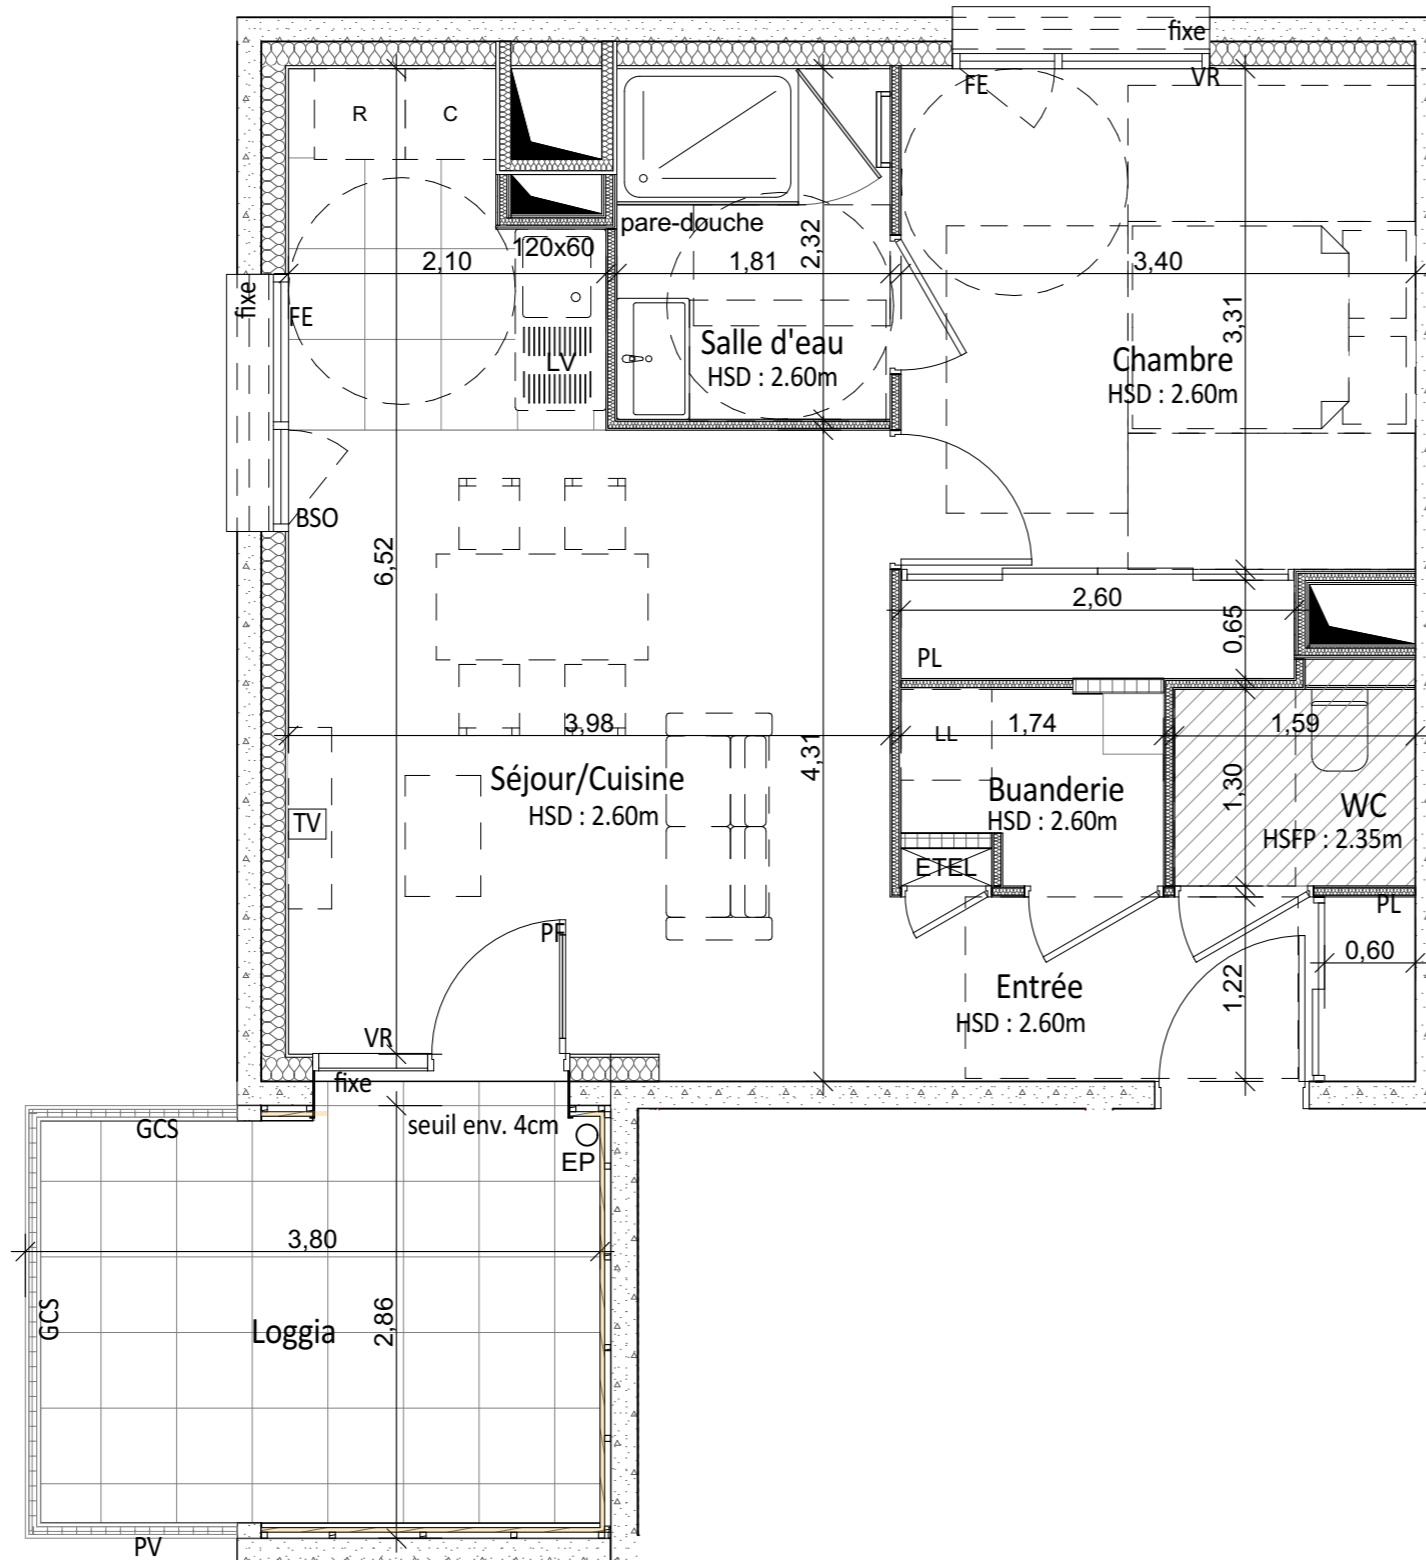 fixe
FE
VR
R
C
pare-douche
120x60
2,10
1,81
2,32
3,40
3,31
fixe
FE
LV
Salle d'eau
HSD : 2.60m
Chambre
HSD : 2.60m
BSO
6,52
2,60
0,65
PL
3,98
4,31
LL
1,74
1,59
1,30
Séjour/Cuisine
HSD : 2.60m
Buanderie
HSD : 2.60m
WC
HSFP : 2.35m
TV
ETEL
PL
PF
0,60
Entrée
HSD : 2.60m
1,22
VR
fixe
seuil env. 4cm
GCS
EP
3,80
GCS
2,86
Loggia
PV